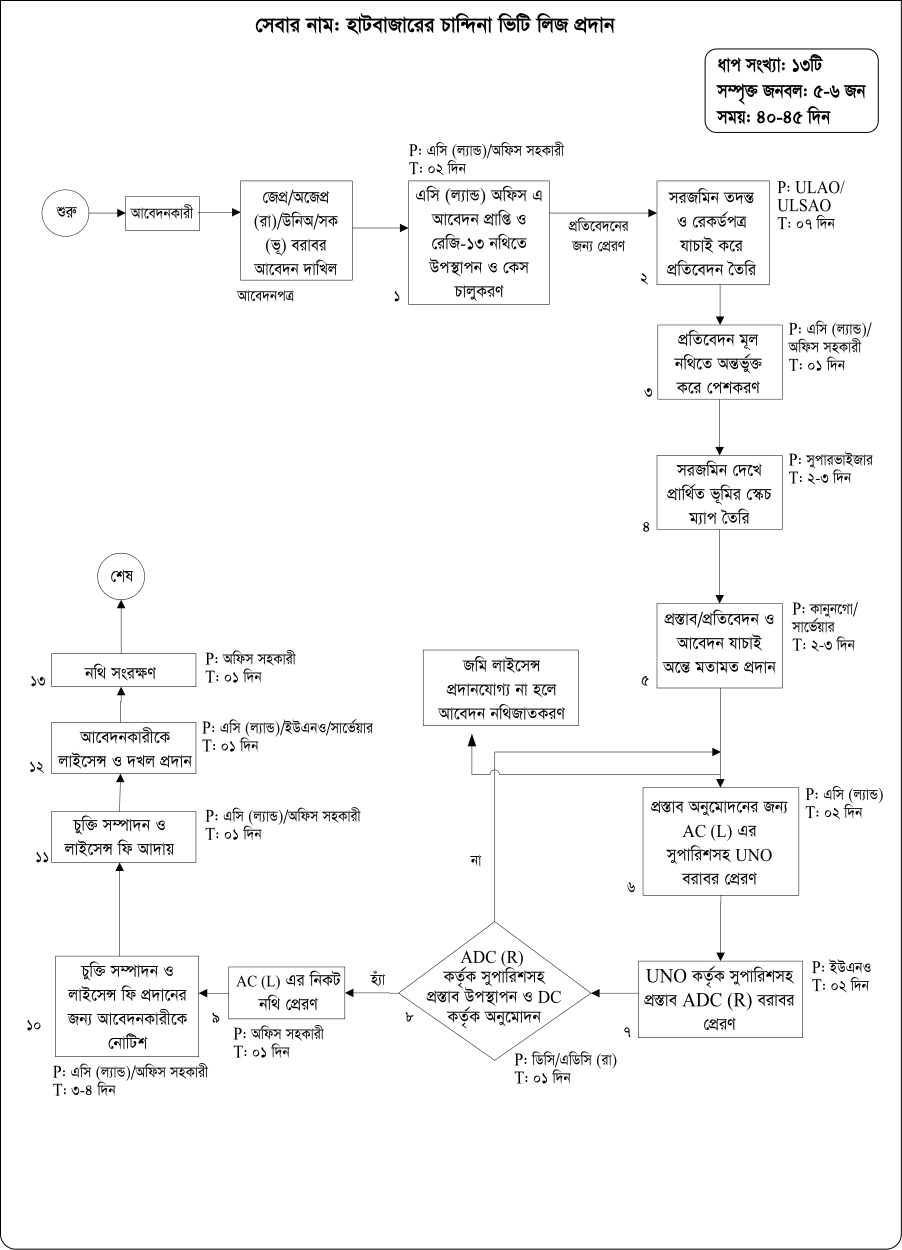 সেবার নাম: হাটবাজারের চান্দিনা ভিটি লিজ প্রদান
ধাপ সংখ্যা: ১৩টি
সম্পৃক্ত জনবল: ৫-৬ জন
সময়: ৪০-৪৫ দিন
শুরু
আবেদনকারী
জেপ্র/অজেপ্র
(রা)/উনিঅ/সক
(ভূ) বরাবর
আবেদন দাখিল
আবেদনপত্র
P: এসি (ল্যান্ড)/অফিস সহকারী
T: ০২ দিন
এসি (ল্যান্ড) অফিস এ
আবেদন প্রাপ্তি ও
রেজি-১৩ নথিতে
উপস্থাপন ও কেস
চালুকরণ
১
প্রতিবেদনের
জন্য প্রেরণ
সরজমিন তদন্ত
ও রেকর্ডপত্র
যাচাই করে
প্রতিবেদন তৈরি
২
P: ULAO/
ULSAO
T: ০৭ দিন
প্রতিবেদন মূল
নথিতে অন্তর্ভুক্ত
করে পেশকরণ
৩
P: এসি (ল্যান্ড)/
অফিস সহকারী
T: ০১ দিন
সরজমিন দেখে
প্রার্থিত ভূমির স্কেচ
ম্যাপ তৈরি
৪
P: সুপারভাইজার
T: ২-৩ দিন
প্রস্তাব/প্রতিবেদন ও
আবেদন যাচাই
অন্তে মতামত প্রদান
৫
P: কানুনগো/
সার্ভেয়ার
T: ২-৩ দিন
জমি লাইসেন্স
প্রদানযোগ্য না হলে
আবেদন নথিজাতকরণ
প্রস্তাব অনুমোদনের জন্য
AC (L) এর
সুপারিশসহ UNO
বরাবর প্রেরণ
৬
P: এসি (ল্যান্ড)
T: ০২ দিন
UNO কর্তৃক সুপারিশসহ
প্রস্তাব ADC (R) বরাবর
প্রেরণ
৭
P: ইউএনও
T: ০২ দিন
না
ADC (R)
কর্তৃক সুপারিশসহ
প্রস্তাব উপস্থাপন ও DC
কর্তৃক অনুমোদন
৮
P: ডিসি/এডিসি (রা)
T: ০১ দিন
হ্যাঁ
AC (L) এর নিকট
নথি প্রেরণ
৯
P: অফিস সহকারী
T: ০১ দিন
চুক্তি সম্পাদন ও
লাইসেন্স ফি প্রদানের
জন্য আবেদনকারীকে
নোটিশ
১০
P: এসি (ল্যান্ড)/অফিস সহকারী
T: ৩-৪ দিন
চুক্তি সম্পাদন ও
লাইসেন্স ফি আদায়
১১
P: এসি (ল্যান্ড)/অফিস সহকারী
T: ০১ দিন
আবেদনকারীকে
লাইসেন্স ও দখল প্রদান
১২
P: এসি (ল্যান্ড)/ইউএনও/সার্ভেয়ার
T: ০১ দিন
নথি সংরক্ষণ
১৩
P: অফিস সহকারী
T: ০১ দিন
শেষ